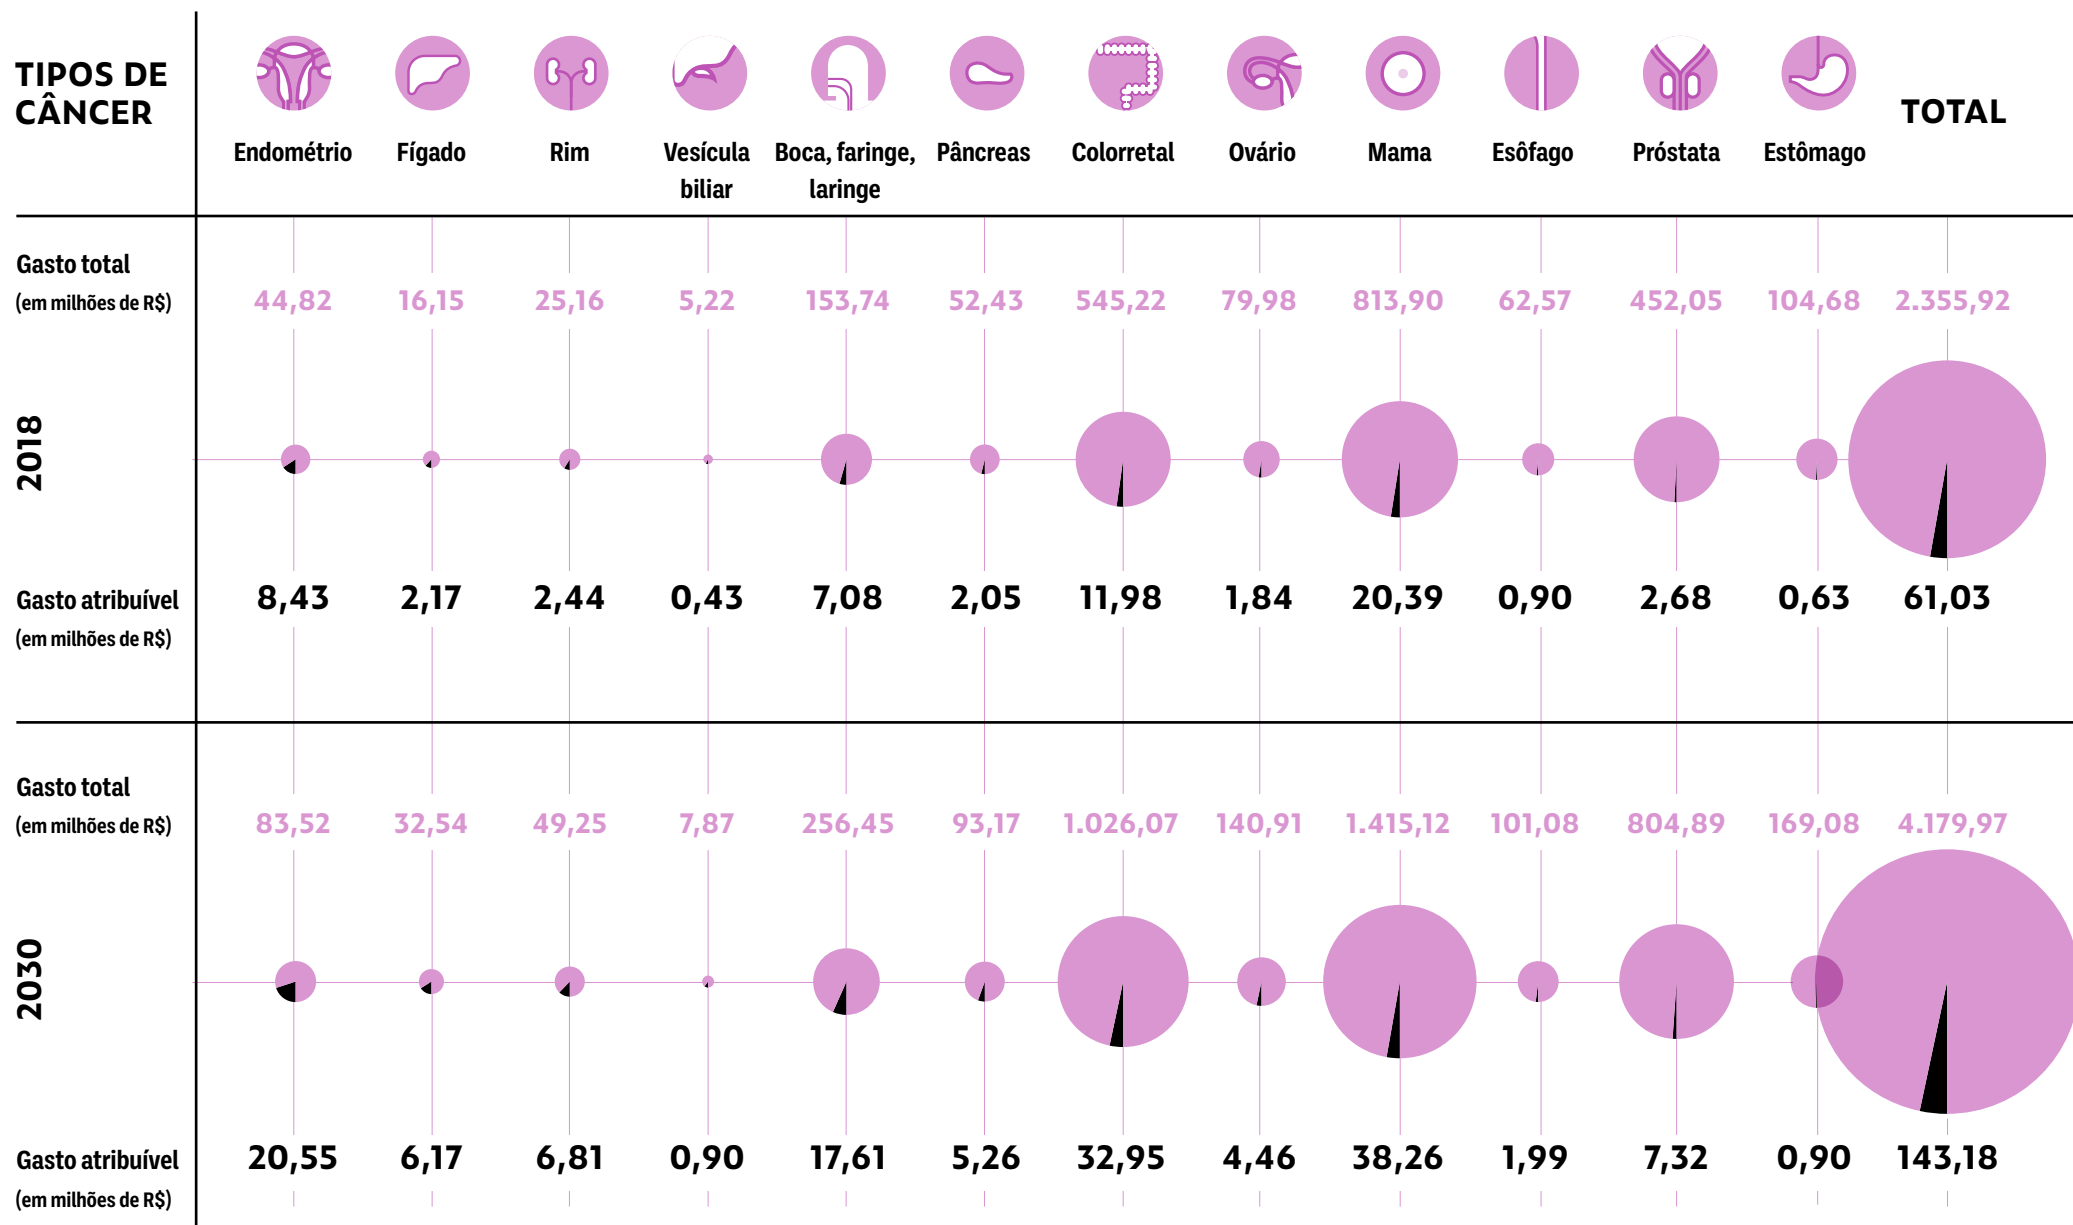 TIPOS DE
CÂNCER
Endométrio
Fígado
Rim
Vesícula
biliar
Boca, faringe,
laringe
Pâncreas
Colorretal
Ovário
Mama
Esôfago
Próstata
Estômago
TOTAL
Gasto total
(em milhões de R$)
44,82 16,15 25,16 5,22 153,74 52,43 545,22 79,98 813,90 62,57 452,05 104,68 2.355,92
2018
Gasto atribuível
(em milhões de R$)
8,43 2,17 2,44 0,43 7,08 2,05 11,98 1,84 20,39 0,90 2,68 0,63 61,03
Gasto total
(em milhões de R$)
83,52 32,54 49,25 7,87 256,45 93,17 1.026,07 140,91 1.415,12 101,08 804,89 169,08 4.179,97
2030
Gasto atribuível
(em milhões de R$)
20,55 6,17 6,81 0,90 17,61 5,26 32,95 4,46 38,26 1,99 7,32 0,90 143,18